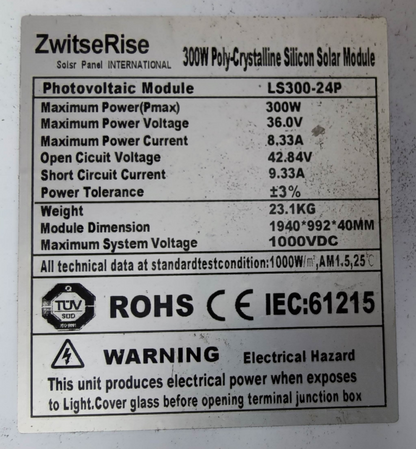 ZwitseRise
300W Poly-Crystalline Silicon Solar Module
Solsr Panel INTERNATIONAL
Photovoltaic Module LS300-24P
Maximum Power(Pmax) 300W
Maximum Power Voltage 36.0V
Maximum Power Current 8.33A
Open Cicuit Voltage 42.84V
Short Circuit Current 9.33A
Power Tolerance ±3%
Weight 23.1KG
Module Dimension 1940*992*40MM
Maximum System Voltage 1000VDC
All technical data at standardtestcondition:1000W/㎡,AM1.5,25℃
TÜV
SÜD
ISO 9001
ROHS CE IEC:61215
WARNING Electrical Hazard
This unit produces electrical power when exposes
to Light.Cover glass before opening terminal junction box